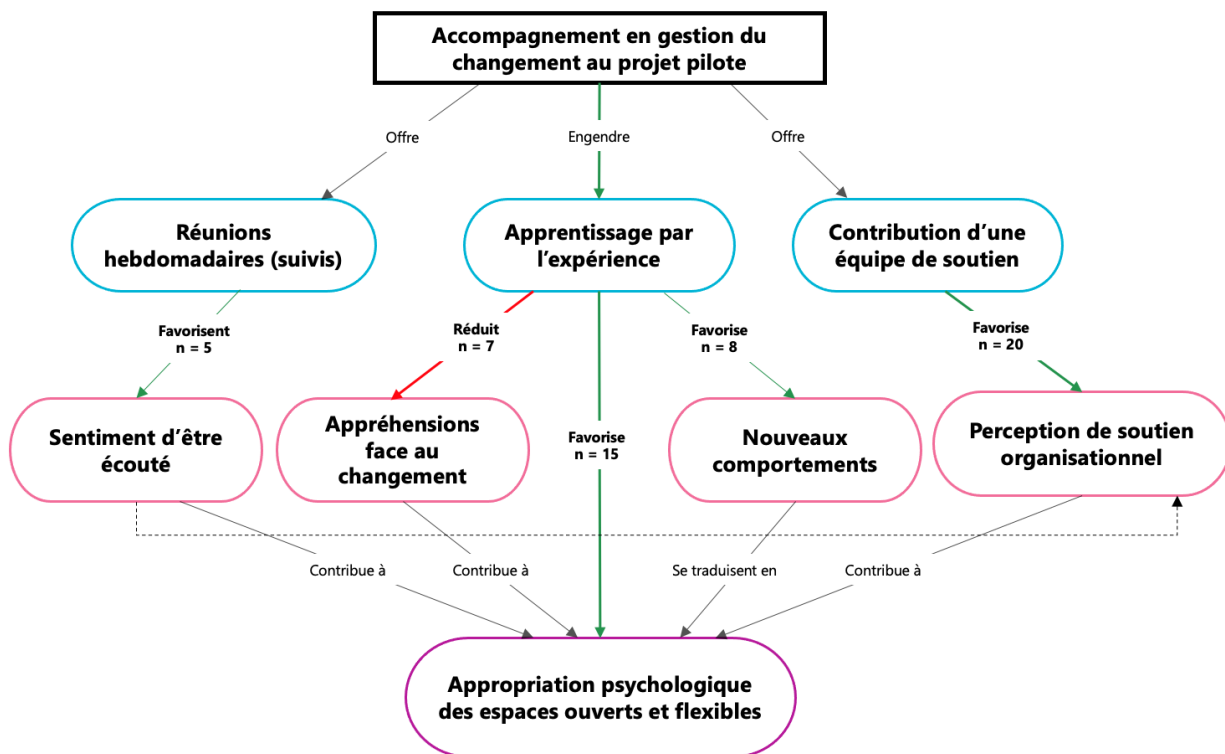 Accompagnement en gestion du
changement au projet pilote
Offre
Engendre
Offre
Réunions
hebdomadaires (suivis)
Apprentissage par
l'expérience
Contribution d'une
équipe de soutien
Favorisent
n = 5
Réduit
n = 7
Favorise
n = 8
Favorise
n = 20
Sentiment d'être
écouté
Appréhensions
face au
changement
Favorise
n = 15
Nouveaux
comportements
Perception de soutien
organisationnel
Contribue à
Contribue à
Se traduisent en
Contribue à
Appropriation psychologique
des espaces ouverts et flexibles